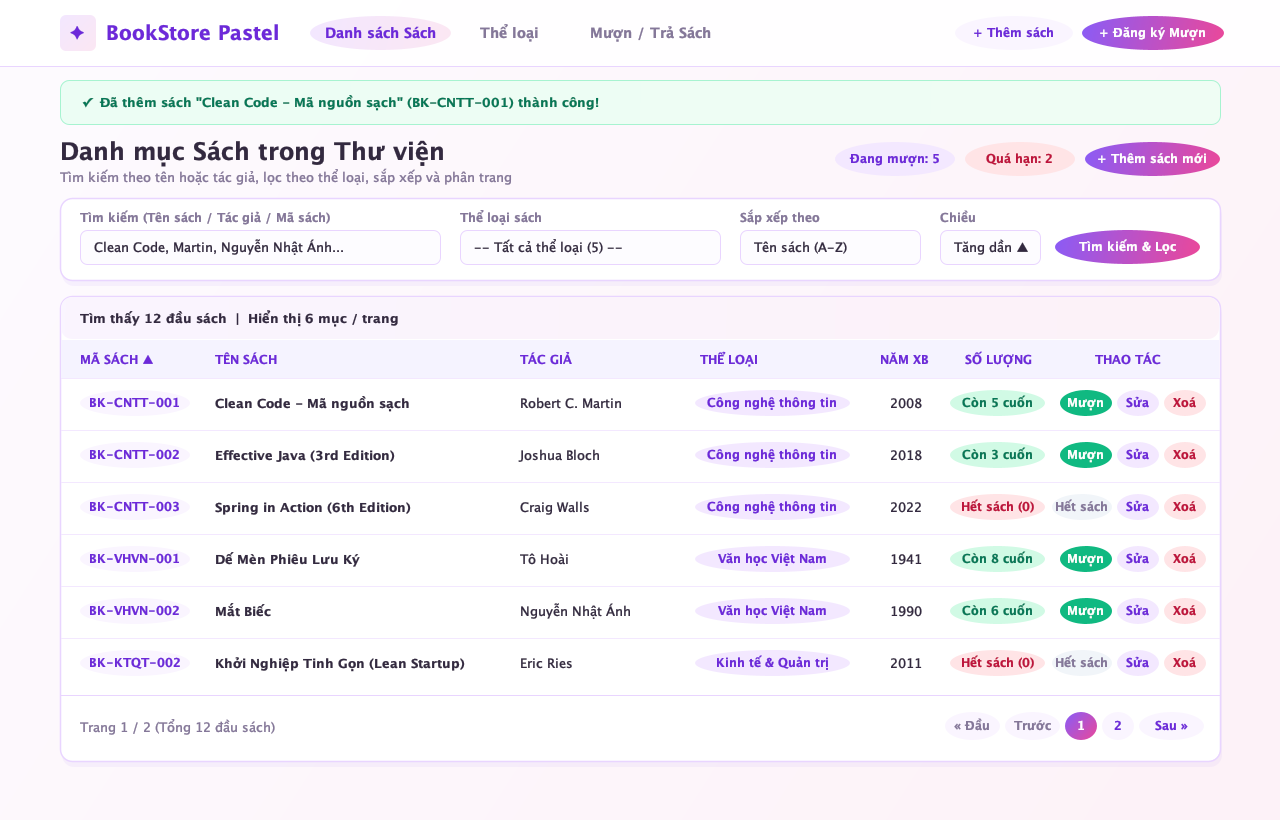 ✦ BookStore Pastel Danh sách Sách Thể loại Mượn / Trả Sách + Thêm sách + Đăng ký Mượn
✔ Đã thêm sách "Clean Code – Mã nguồn sạch" (BK–CNTT–001) thành công!
Danh mục Sách trong Thư viện
Đang mượn: 5 Quá hạn: 2 + Thêm sách mới
Tìm kiếm theo tên hoặc tác giả, lọc theo thể loại, sắp xếp và phân trang
Tìm kiếm (Tên sách / Tác giả / Mã sách) Thể loại sách Sắp xếp theo Chiều
Clean Code, Martin, Nguyễn Nhật Ánh... –– Tất cả thể loại (5) –– Tên sách (A–Z) Tăng dần ▲ Tìm kiếm & Lọc
Tìm thấy 12 đầu sách | Hiển thị 6 mục / trang
MÃ SÁCH ▲ TÊN SÁCH TÁC GIẢ THỂ LOẠI NĂM XB SỐ LƯỢNG THAO TÁC
BK–CNTT–001 Clean Code – Mã nguồn sạch Robert C. Martin Công nghệ thông tin 2008 Còn 5 cuốn Mượn Sửa Xoá
BK–CNTT–002 Effective Java (3rd Edition) Joshua Bloch Công nghệ thông tin 2018 Còn 3 cuốn Mượn Sửa Xoá
BK–CNTT–003 Spring in Action (6th Edition) Craig Walls Công nghệ thông tin 2022 Hết sách (0) Hết sách Sửa Xoá
BK–VHVN–001 Dế Mèn Phiêu Lưu Ký Tô Hoài Văn học Việt Nam 1941 Còn 8 cuốn Mượn Sửa Xoá
BK–VHVN–002 Mắt Biếc Nguyễn Nhật Ánh Văn học Việt Nam 1990 Còn 6 cuốn Mượn Sửa Xoá
BK–KTQT–002 Khởi Nghiệp Tinh Gọn (Lean Startup) Eric Ries Kinh tế & Quản trị 2011 Hết sách (0) Hết sách Sửa Xoá
Trang 1 / 2 (Tổng 12 đầu sách) « Đầu Trước 1 2 Sau »